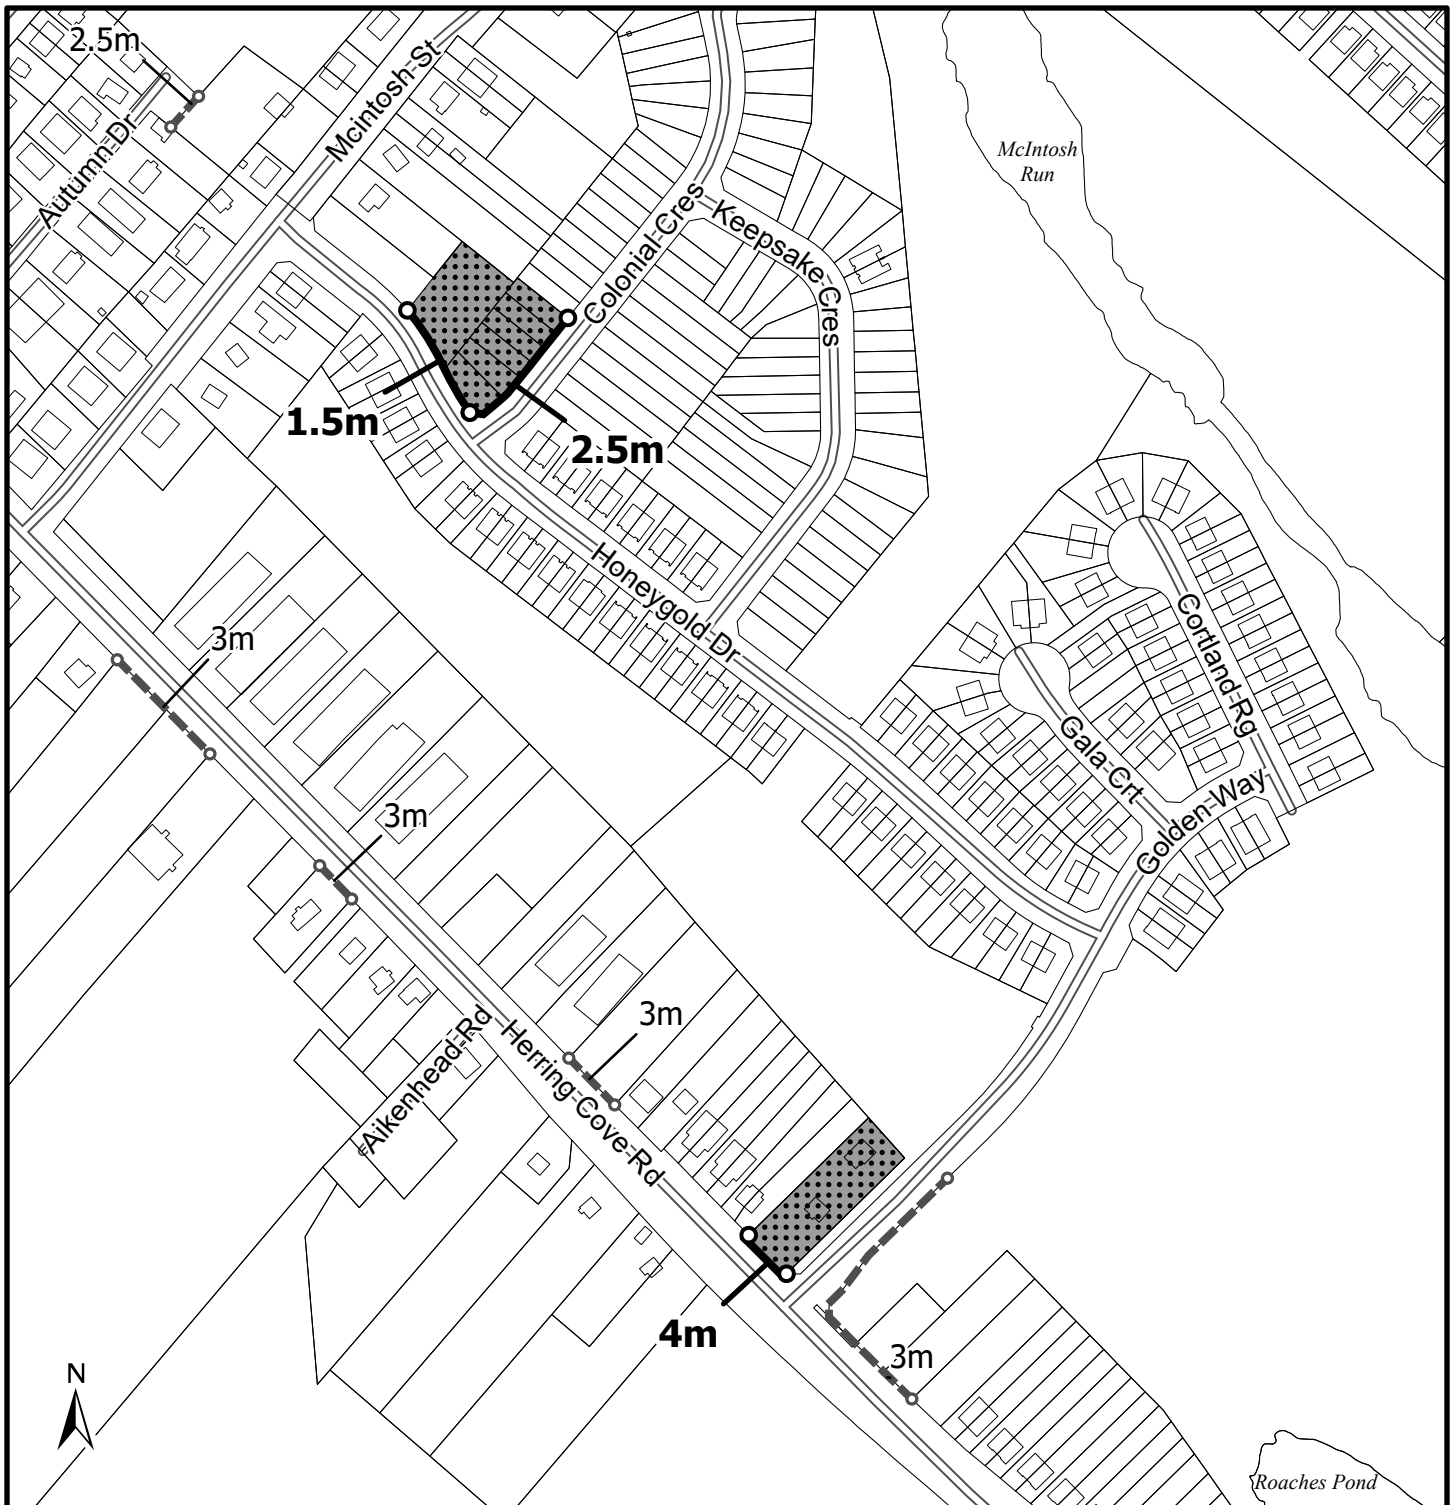 2.5m
Mcintosh St
Autumn Dr
McIntosh
Run
Colonial Cres
Keepsake Cres
1.5m
2.5m
Honeygold Dr
Cortland Rg
3m
Gala Crt
Golden Way
3m
3m
Aikenhead Rd
Herring Cove Rd
4m
3m
N
Roaches Pond